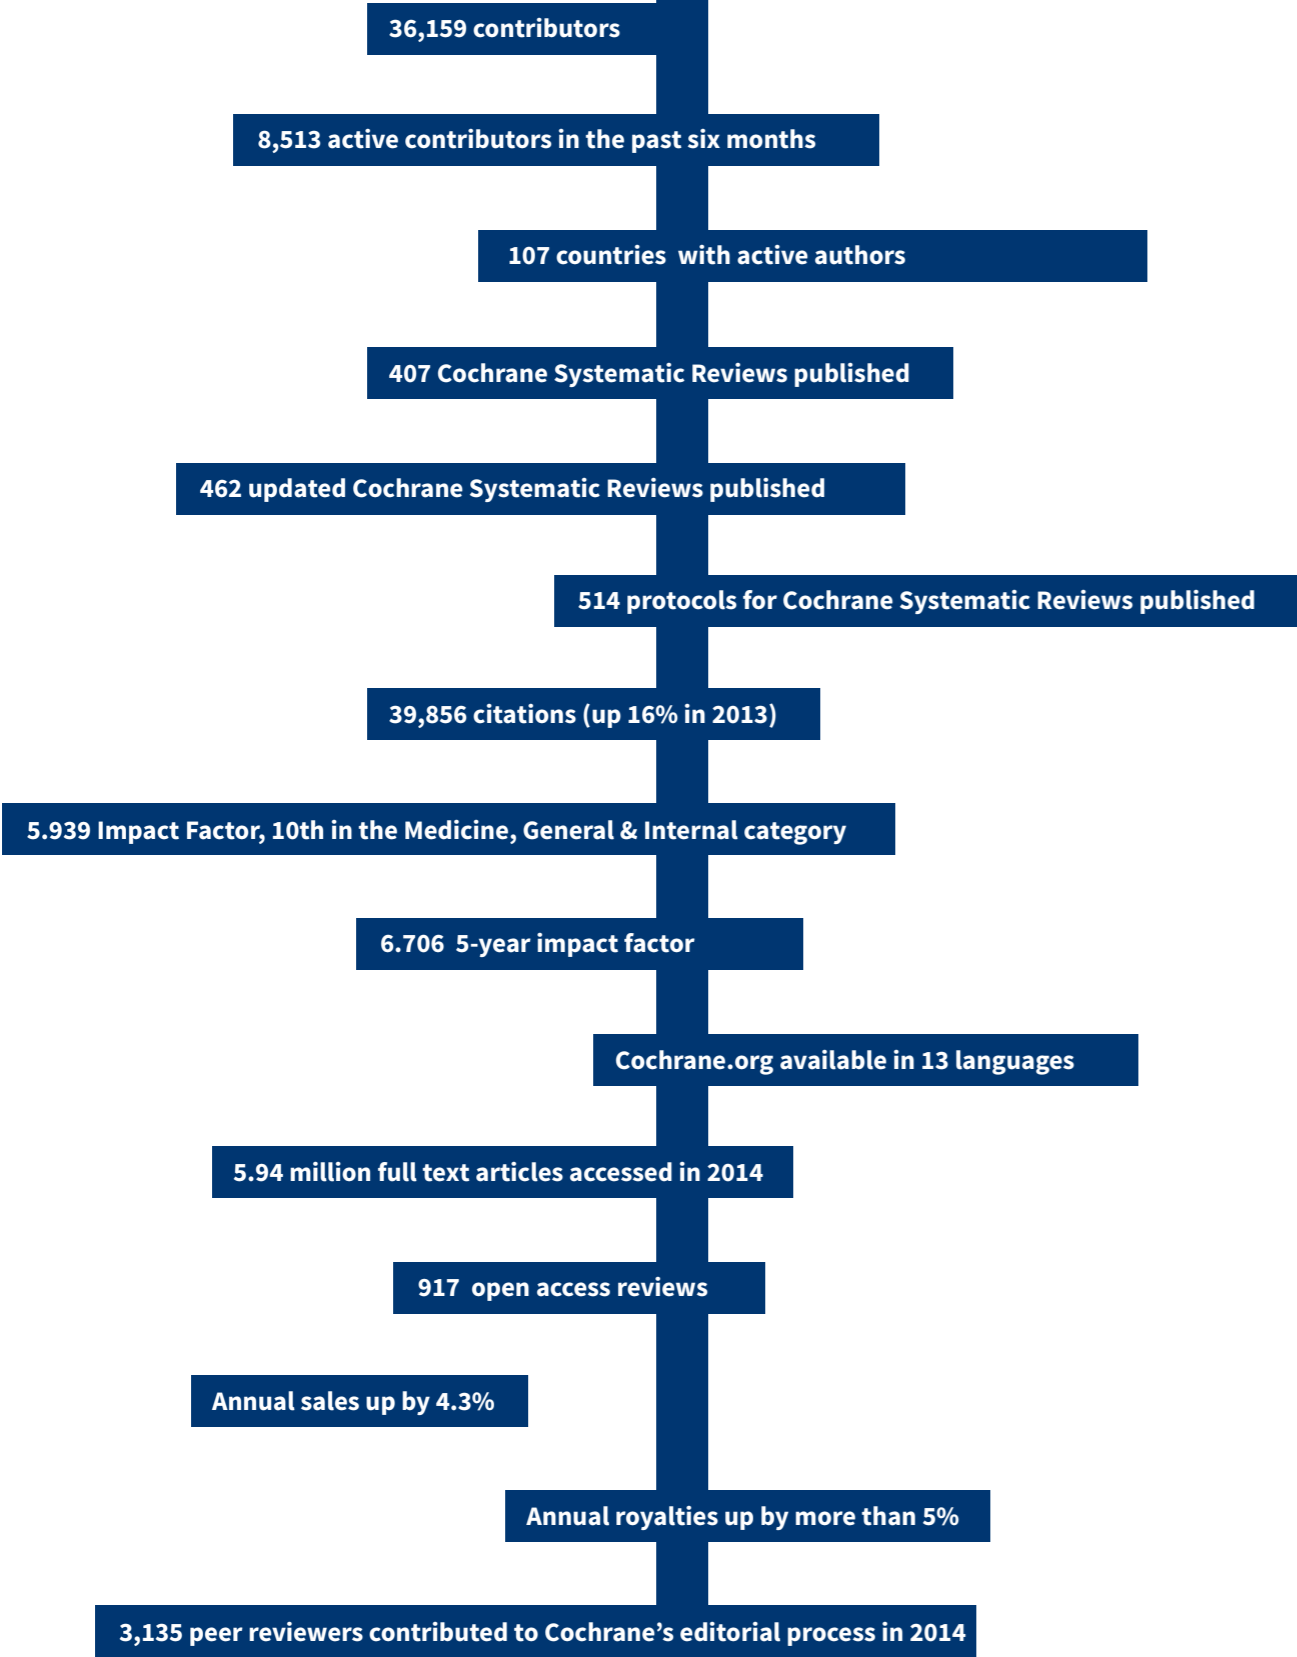 36,159 contributors
8,513 active contributors in the past six months
107 countries  with active authors
407 Cochrane Systematic Reviews published
462 updated Cochrane Systematic Reviews published
514 protocols for Cochrane Systematic Reviews published
39,856 citations (up 16% in 2013)
5.939 Impact Factor, 10th in the Medicine, General & Internal category
6.706  5-year impact factor
Cochrane.org available in 13 languages
5.94 million full text articles accessed in 2014
917  open access reviews
Annual sales up by 4.3%
Annual royalties up by more than 5%
3,135 peer reviewers contributed to Cochrane’s editorial process in 2014